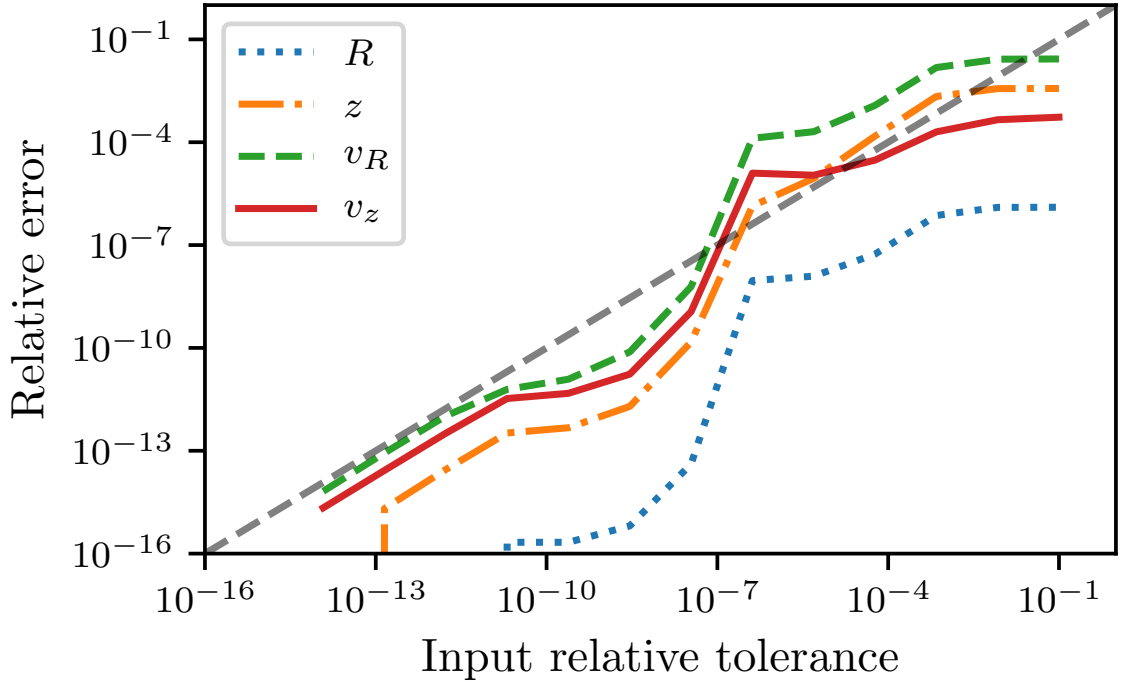 Relative error
10⁻¹
10⁻⁴
10⁻⁷
10⁻¹⁰
10⁻¹³
10⁻¹⁶
R
z
v_R
v_z
10⁻¹⁶ 10⁻¹³ 10⁻¹⁰ 10⁻⁷ 10⁻⁴ 10⁻¹
Input relative tolerance